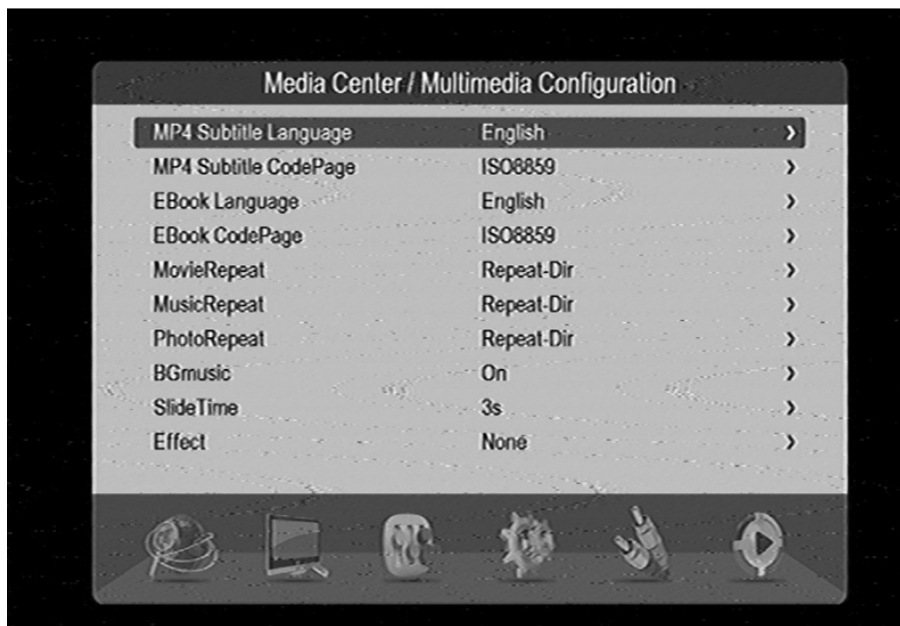 Media Center / Multimedia Configuration
MP4 Subtitle Language English
MP4 Subtitle CodePage ISO8859
EBook Language English
EBook CodePage ISO8859
MovieRepeat Repeat-Dir
MusicRepeat Repeat-Dir
PhotoRepeat Repeat-Dir
BGmusic On
SlideTime 3s
Effect None